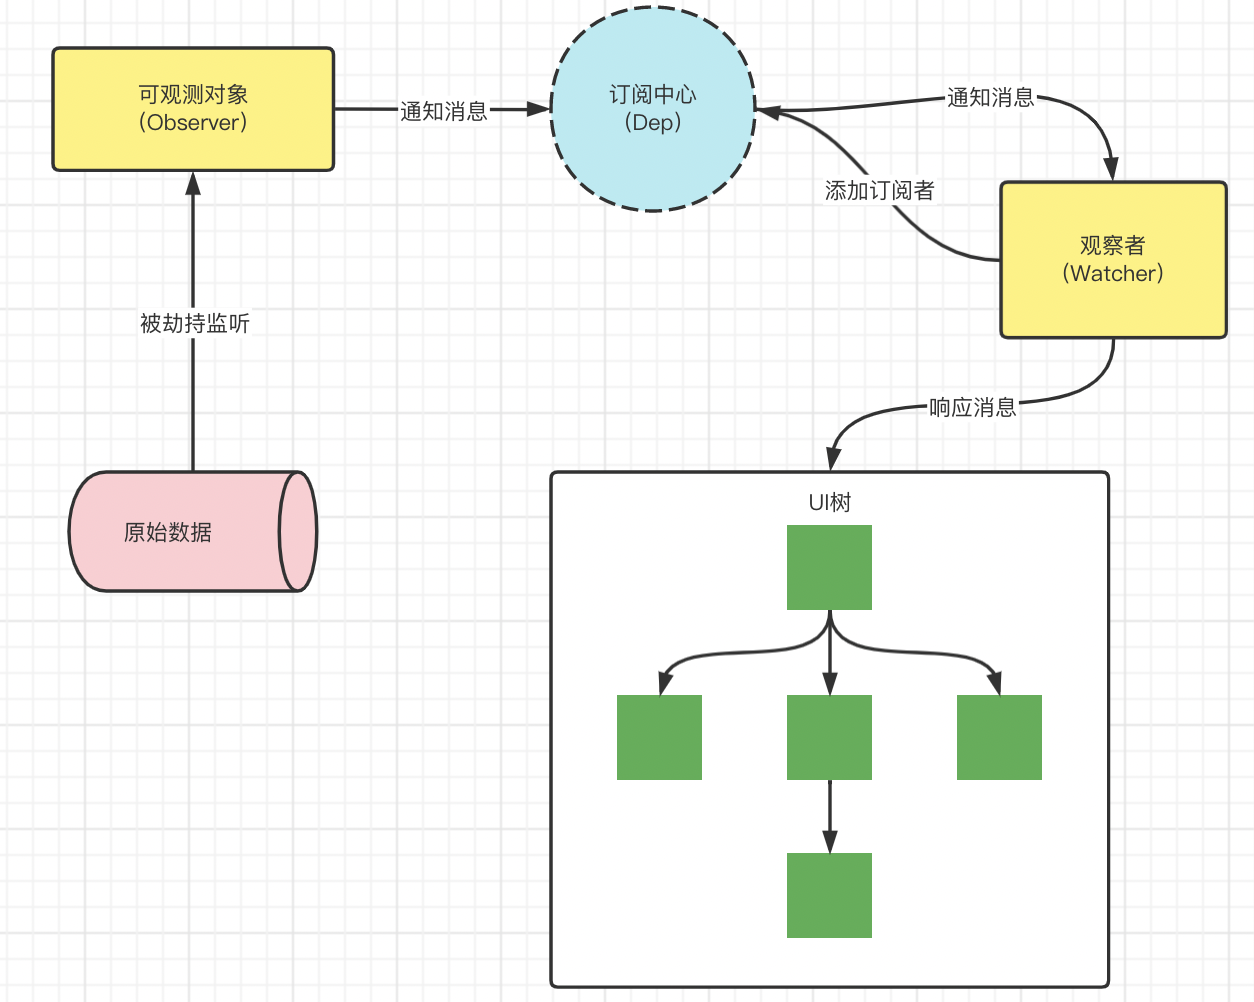 可观测对象
(Observer)
通知消息
订阅中心
(Dep)
通知消息
添加订阅者
观察者
(Watcher)
被劫持监听
响应消息
原始数据
UI树